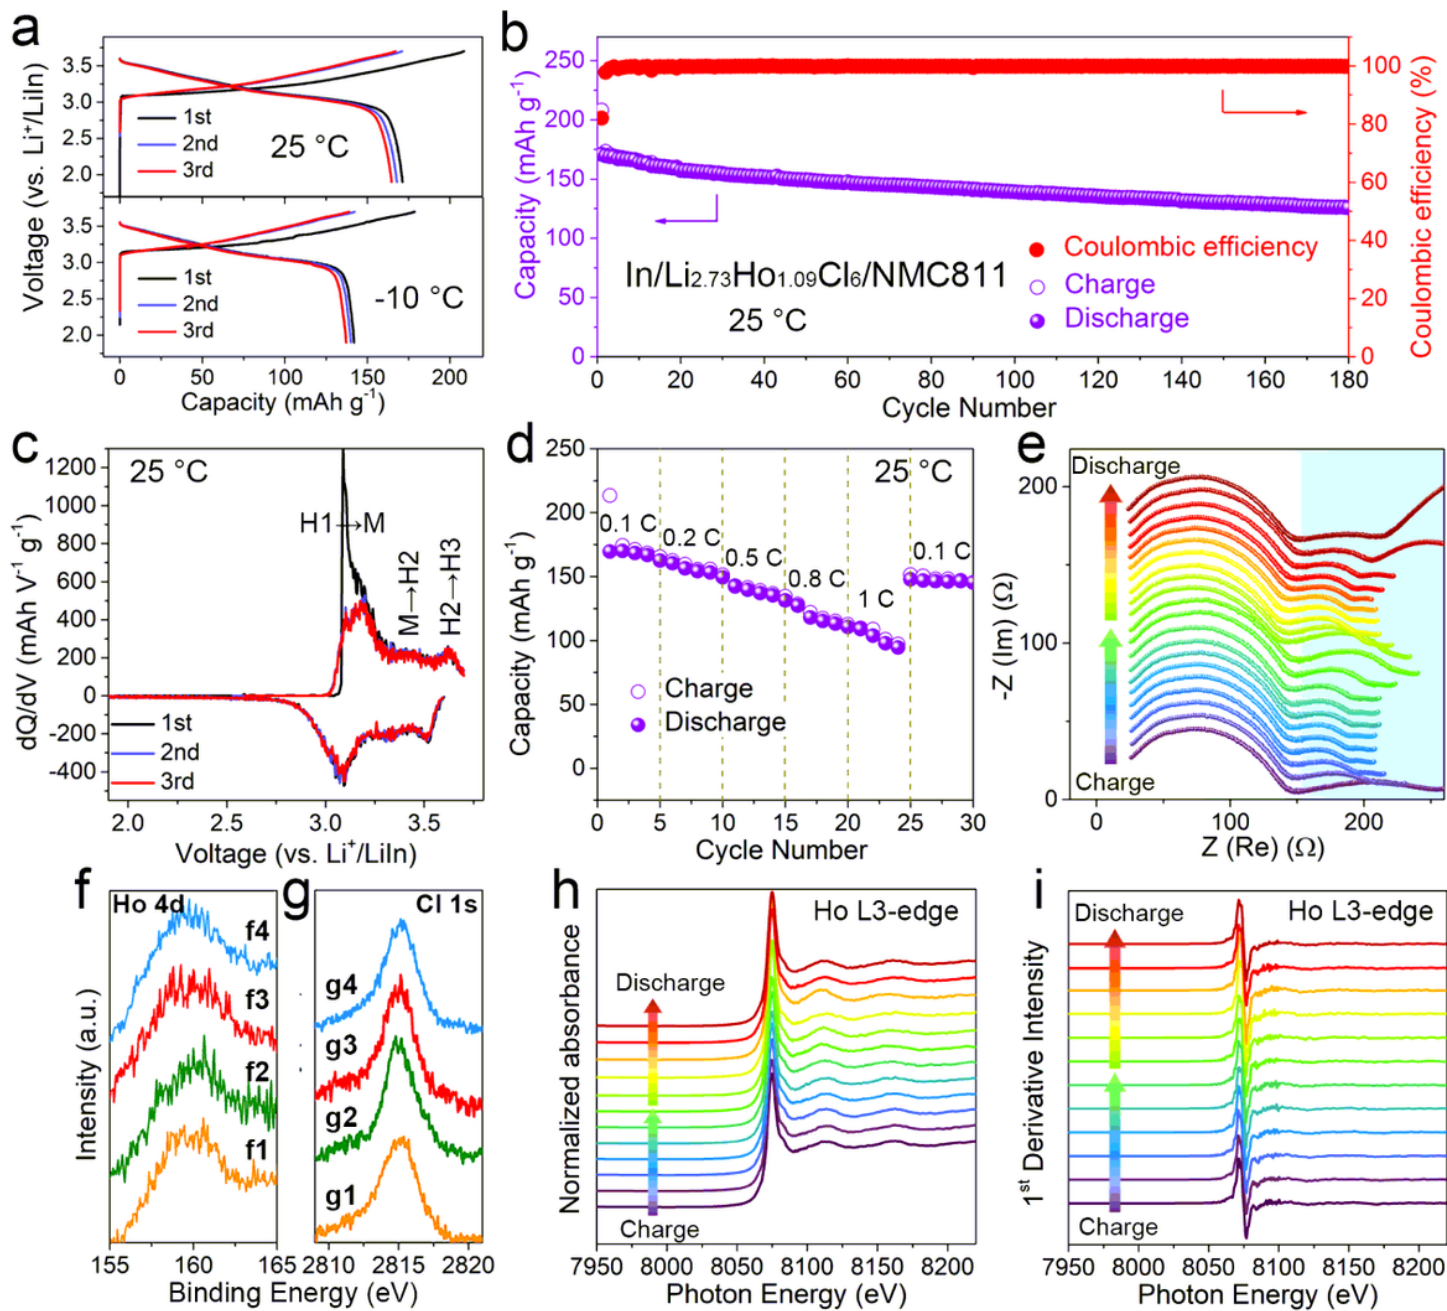 a
Voltage (vs. Li⁺/LiIn)
3.5
3.0
2.5
2.0
1st
2nd
3rd
25 °C
3.5
3.0
2.5
2.0
1st
2nd
3rd
-10 °C
0 50 100 150 200
Capacity (mAh g⁻¹)
b
Capacity (mAh g⁻¹)
250
200
150
100
50
0
In/Li₂.₇₃Ho₁.₀₉Cl₆/NMC811
25 °C
Coulombic efficiency
Charge
Discharge
100
80
60
40
20
0
Coulombic efficiency (%)
0 20 40 60 80 100 120 140 160 180
Cycle Number
c
25 °C
dQ/dV (mAh V⁻¹ g⁻¹)
1200
1000
800
600
400
200
0
-200
-400
H1→M
M→H2
H2→H3
1st
2nd
3rd
2.0 2.5 3.0 3.5
Voltage (vs. Li⁺/LiIn)
d
25 °C
Capacity (mAh g⁻¹)
250
200
150
100
50
0
0.1 C
0.2 C
0.5 C
0.8 C
1 C
0.1 C
Charge
Discharge
0 5 10 15 20 25 30
Cycle Number
e
Discharge
Charge
-Z (Im) (Ω)
200
100
0
0 100 200
Z (Re) (Ω)
f
Ho 4d
f4
f3
f2
f1
Intensity (a.u.)
155 160 165
g
Cl 1s
g4
g3
g2
g1
2810 2815 2820
Binding Energy (eV)
h
Ho L3-edge
Discharge
Charge
Normalized absorbance
7950 8000 8050 8100 8150 8200
Photon Energy (eV)
i
Discharge
Ho L3-edge
Charge
1ˢᵗ Derivative Intensity
7950 8000 8050 8100 8150 8200
Photon Energy (eV)